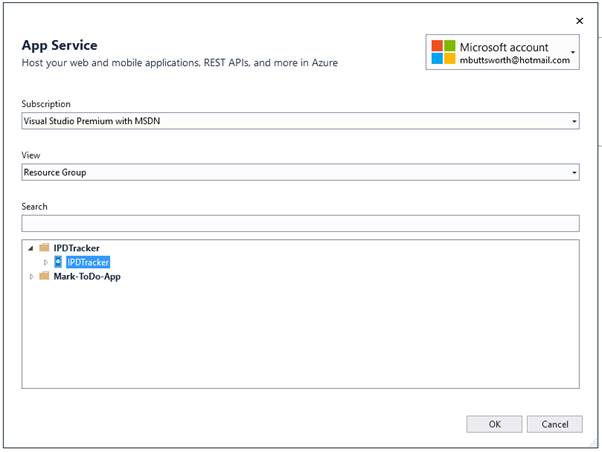 App Service
Host your web and mobile applications, REST APIs, and more in Azure
Microsoft account
mbuttsworth@hotmail.com
Subscription
Visual Studio Premium with MSDN
View
Resource Group
Search
IPDTracker
IPDTracker
Mark-ToDo-App
OK Cancel